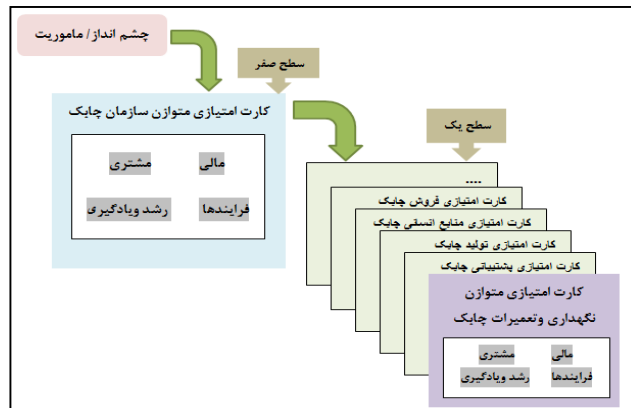 چشم انداز/ ماموریت
سطح صفر
کارت امتیازی متوازن سازمان چابک
مالی
مشتری
فرایندها
رشد ویادگیری
سطح یک
....
کارت امتیازی فروش چابک
کارت امتیازی منابع انسانی چابک
کارت امتیازی تولید چابک
کارت امتیازی پشتیبانی چابک
کارت امتیازی متوازن
نگهداری وتعمیرات چابک
مالی
مشتری
فرایندها
رشد ویادگیری